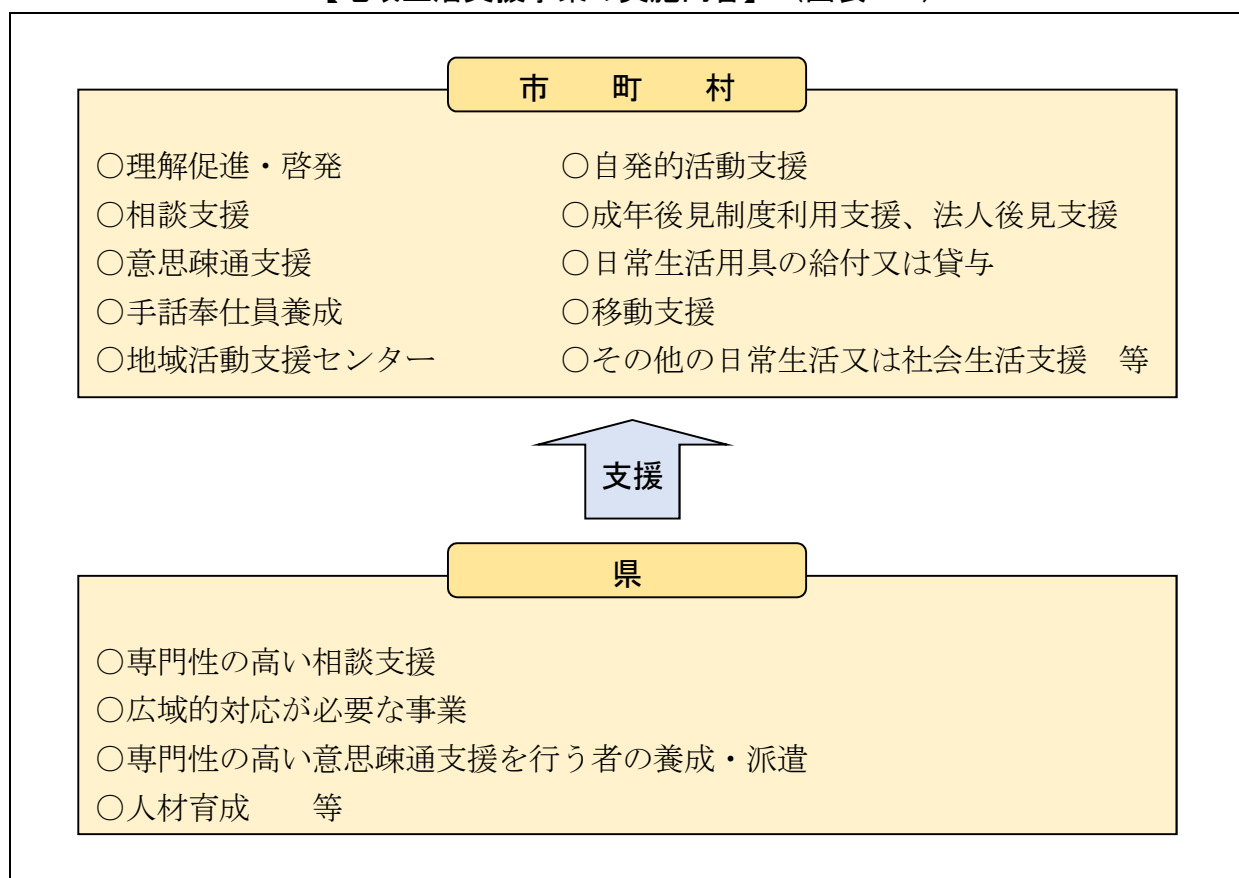 市　町　村
○理解促進・啓発
○相談支援
○意思疎通支援
○手話奉仕員養成
○地域活動支援センター
○自発的活動支援
○成年後見制度利用支援、法人後見支援
○日常生活用具の給付又は貸与
○移動支援
○その他の日常生活又は社会生活支援　等
支援
県
○専門性の高い相談支援
○広域的対応が必要な事業
○専門性の高い意思疎通支援を行う者の養成・派遣
○人材育成　　等